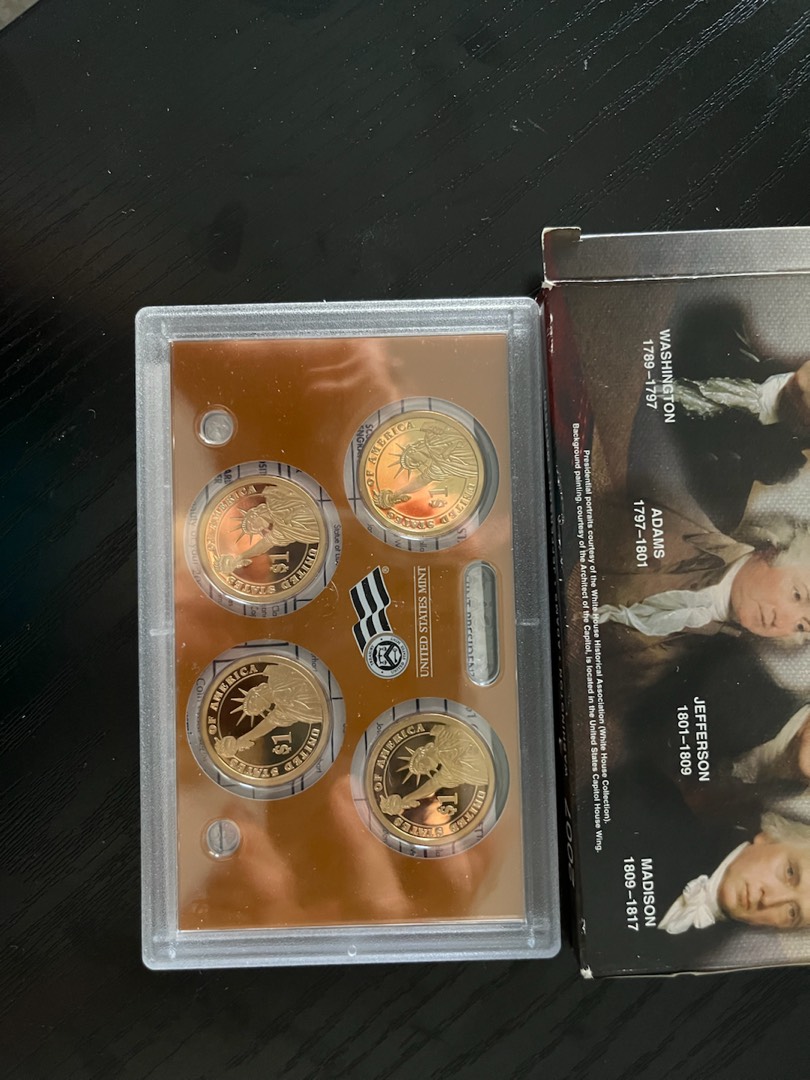 WASHINGTON
1789–1797
ADAMS
1797–1801
JEFFERSON
1801–1809
MADISON
1809–1817
Presidential portraits courtesy of the White House Historical Association (White House Collection).
Background painting, courtesy of the Architect of the Capitol, is located in the United States Capitol House Wing.
UNITED STATES MINT
®
UNITED STATES OF AMERICA
$1
UNITED STATES OF AMERICA
$1
UNITED STATES OF AMERICA
$1
UNITED STATES OF AMERICA
$1
2007